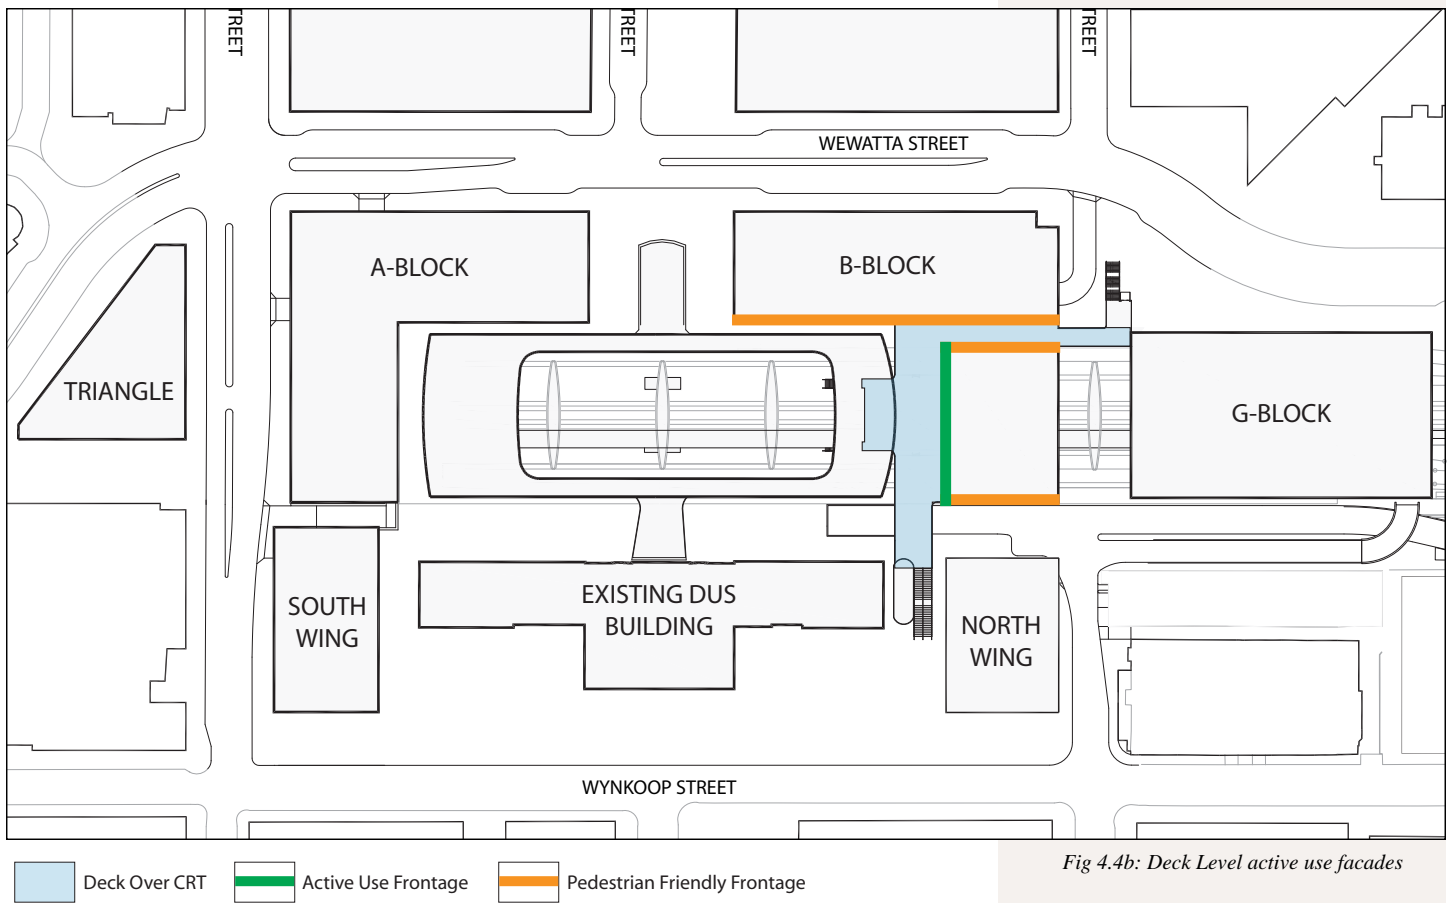 TREET
TREET
TREET
WEWATTA STREET
A-BLOCK
B-BLOCK
TRIANGLE
G-BLOCK
SOUTH
WING
EXISTING DUS
BUILDING
NORTH
WING
WYNKOOP STREET
Deck Over CRT
Active Use Frontage
Pedestrian Friendly Frontage
Fig 4.4b: Deck Level active use facades